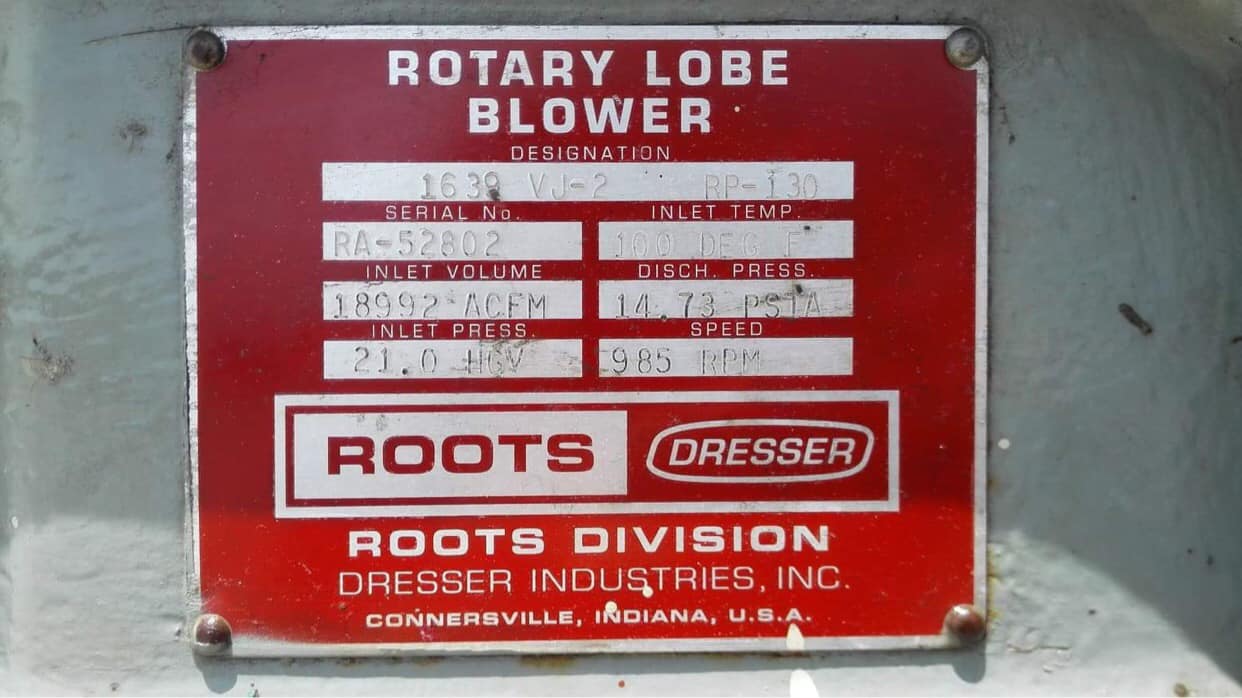 ROTARY LOBE
BLOWER
DESIGNATION
1639 VJ-2 RP-130
SERIAL No. INLET TEMP.
RA-52802 100 DEG F
INLET VOLUME DISCH. PRESS.
18992 ACFM 14.73 PSIA
INLET PRESS. SPEED
21.0 HGV 985 RPM
ROOTS DRESSER
ROOTS DIVISION
DRESSER INDUSTRIES, INC.
CONNERSVILLE, INDIANA, U.S.A.